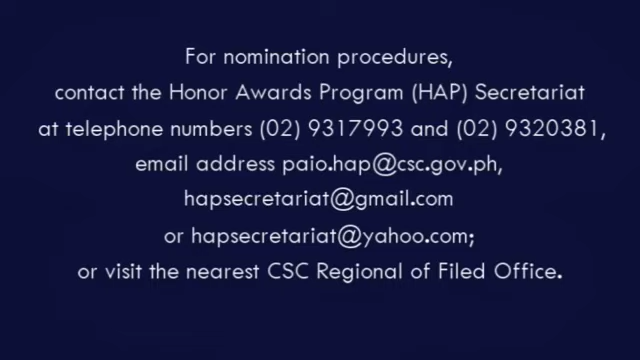 For nomination procedures,
contact the Honor Awards Program (HAP) Secretariat
at telephone numbers (02) 9317993 and (02) 9320381,
email address paio.hap@csc.gov.ph,
hapsecretariat@gmail.com
or hapsecretariat@yahoo.com;
or visit the nearest CSC Regional of Filed Office.